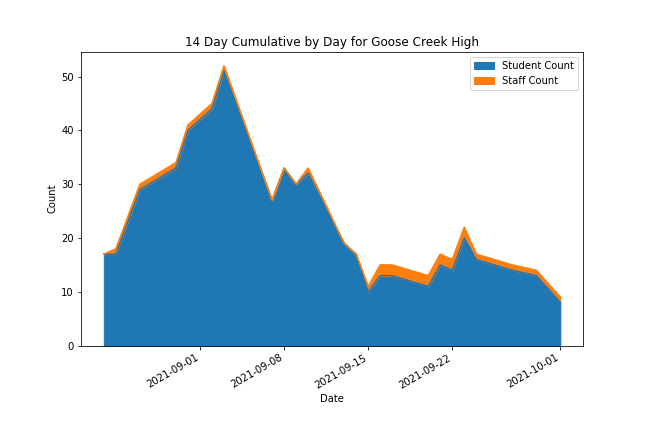 14 Day Cumulative by Day for Goose Creek High
Student Count
Staff Count
50
40
30
20
10
0
Count
2021-09-01
2021-09-08
2021-09-15
2021-09-22
2021-10-01
Date